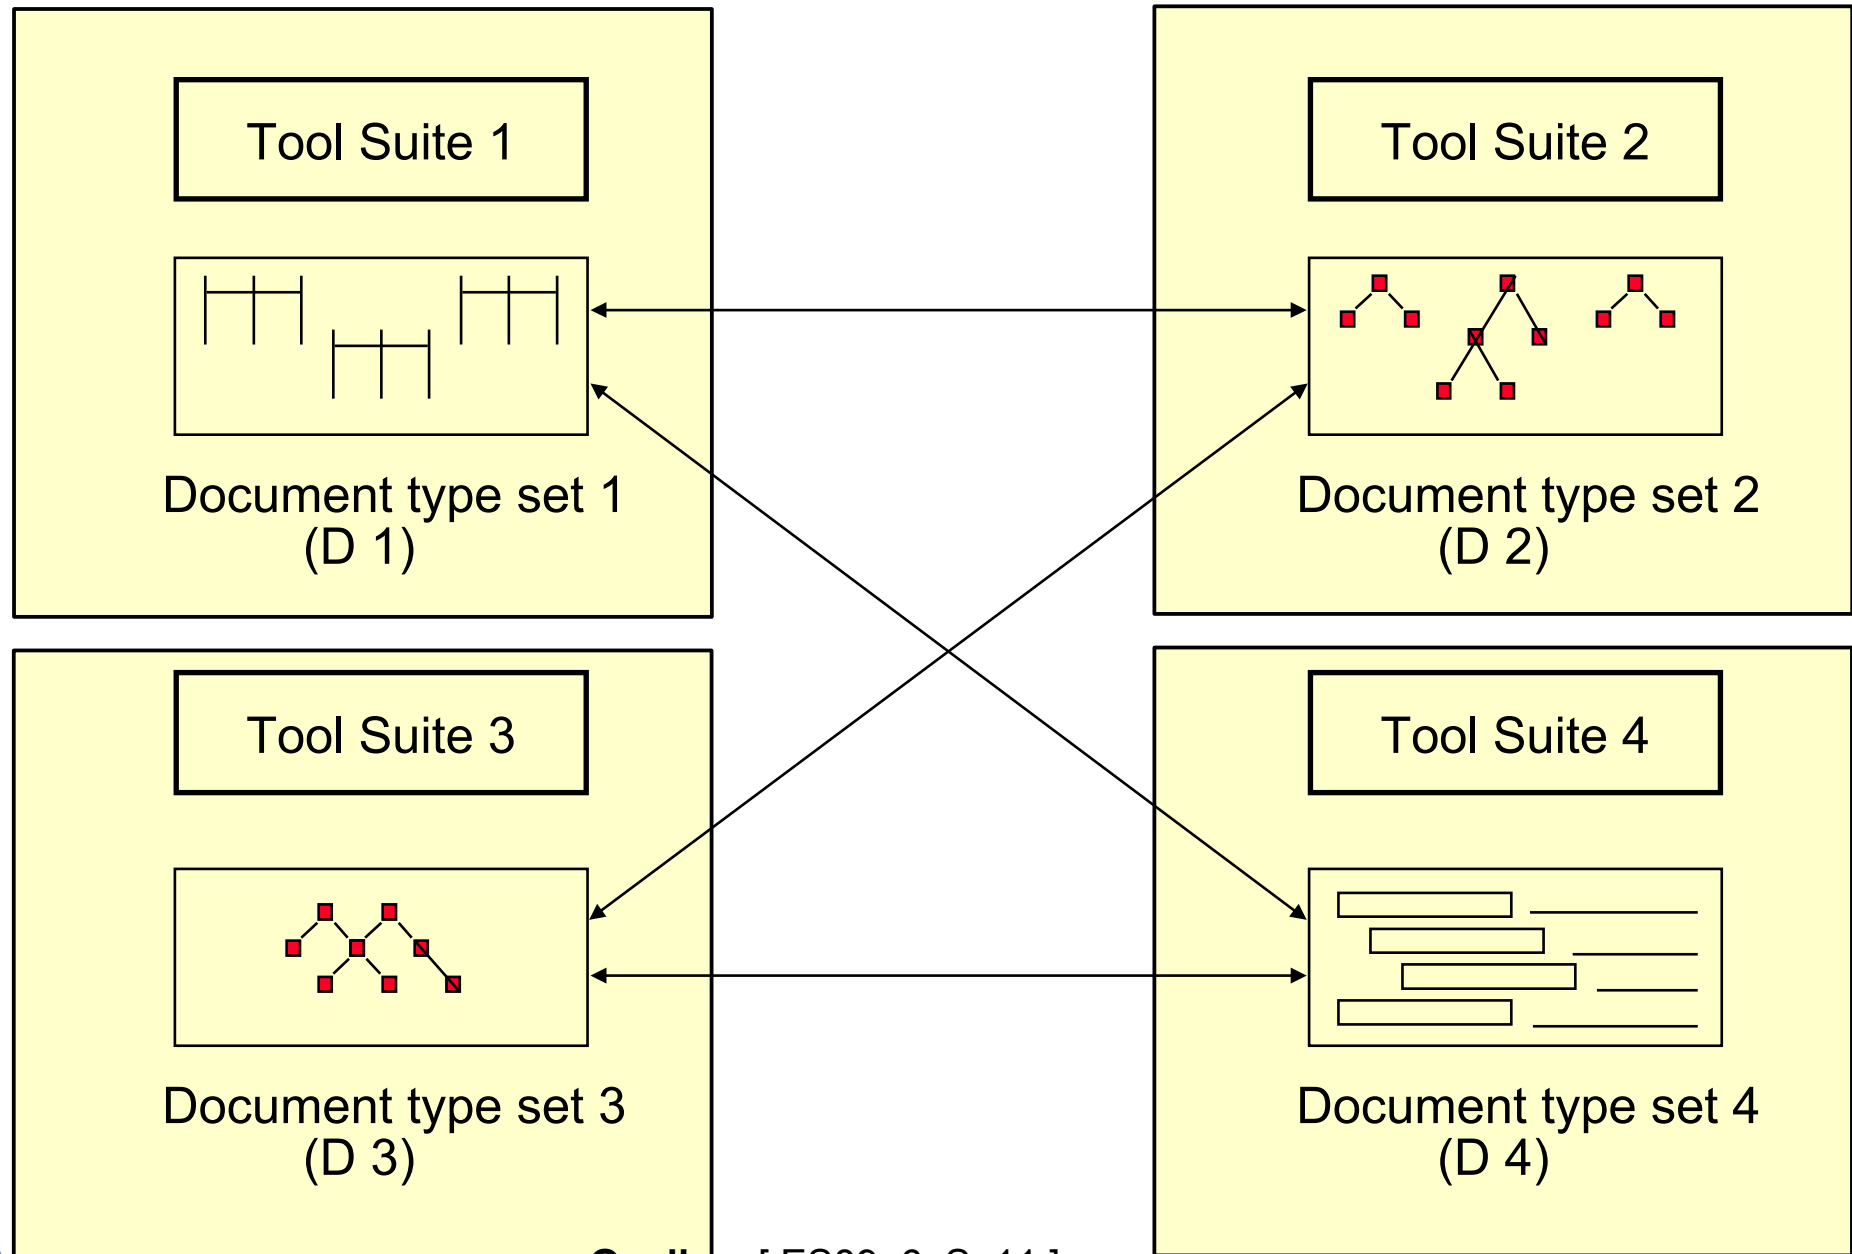 Tool Suite 1
Tool Suite 2
Document type set 1
(D 1)
Document type set 2
(D 2)
Tool Suite 3
Tool Suite 4
Document type set 3
(D 3)
Document type set 4
(D 4)